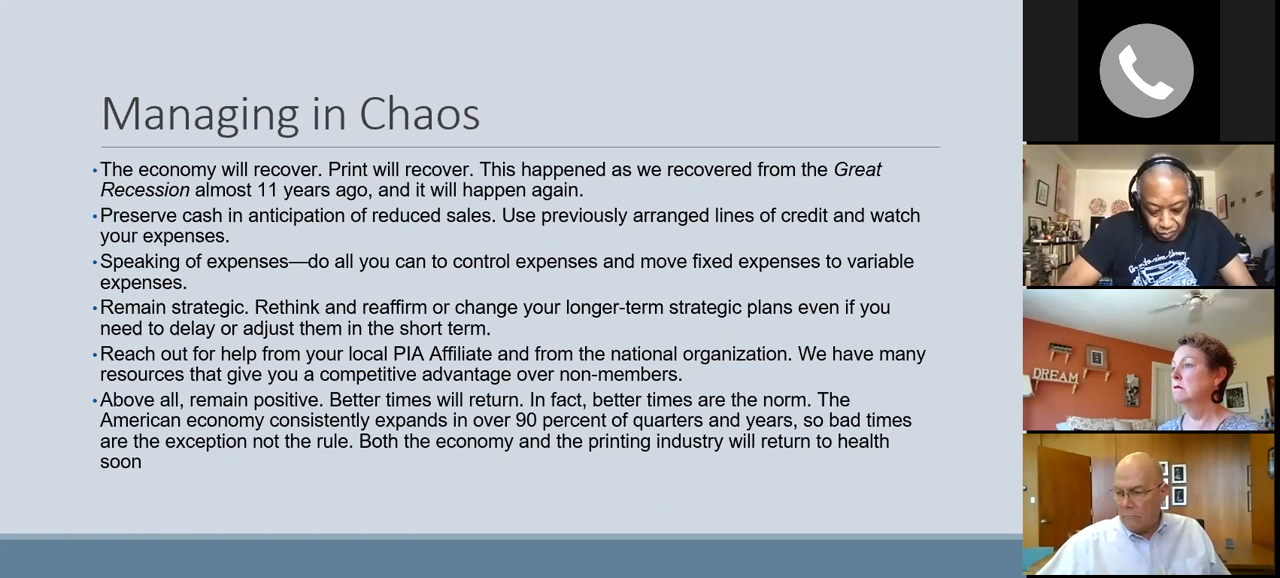 Managing in Chaos
•The economy will recover. Print will recover. This happened as we recovered from the Great
Recession almost 11 years ago, and it will happen again.
•Preserve cash in anticipation of reduced sales. Use previously arranged lines of credit and watch
your expenses.
•Speaking of expenses—do all you can to control expenses and move fixed expenses to variable
expenses.
•Remain strategic. Rethink and reaffirm or change your longer-term strategic plans even if you
need to delay or adjust them in the short term.
•Reach out for help from your local PIA Affiliate and from the national organization. We have many
resources that give you a competitive advantage over non-members.
•Above all, remain positive. Better times will return. In fact, better times are the norm. The
American economy consistently expands in over 90 percent of quarters and years, so bad times
are the exception not the rule. Both the economy and the printing industry will return to health
soon
DREAM